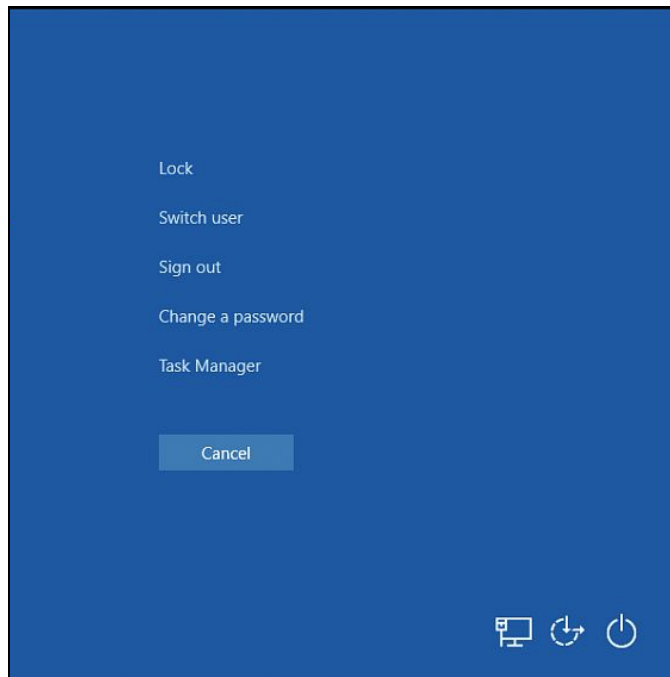 Lock
Switch user
Sign out
Change a password
Task Manager
Cancel